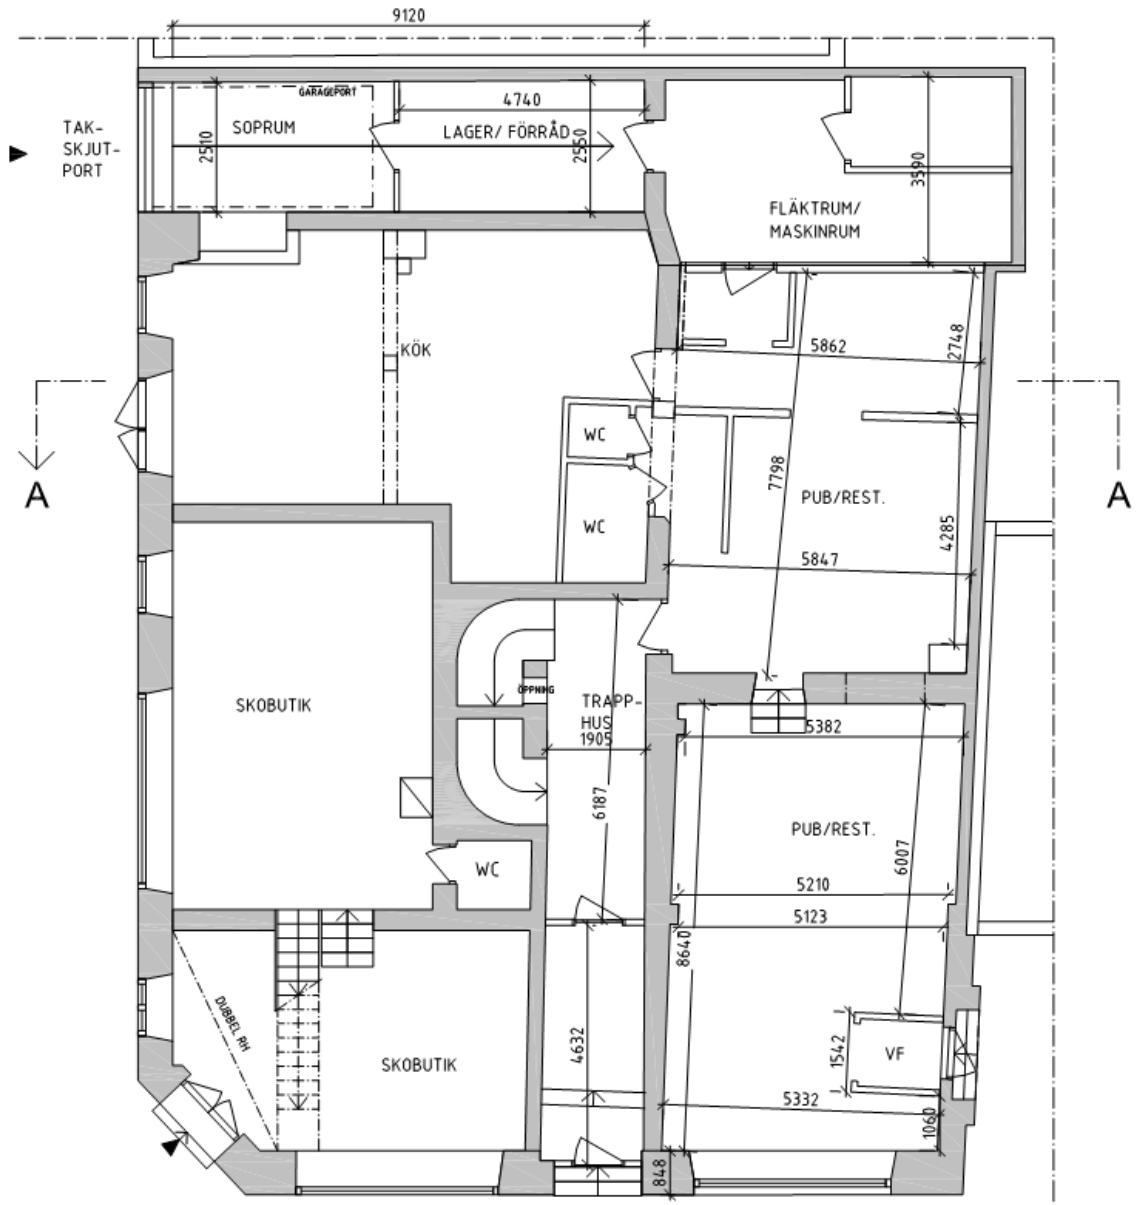 9120
GARAGEPORT
4740
TAK-
SKJUT-
PORT
SOPRUM
LAGER/ FÖRRÅD
2510
2550
3590
FLÄKTRUM/
MASKINRUM
KÖK
5862
2748
WC
A
A
7798
PUB/REST.
WC
4285
5847
ÖPPNING
SKOBUTIK
TRAPP-
HUS
1905
5382
6187
PUB/REST.
6007
WC
5210
5123
8640
DUBBEL RH
4632
1542
VF
SKOBUTIK
5332
1060
848